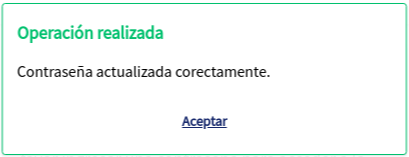 Operación realizada
Contraseña actualizada corectamente.
Aceptar